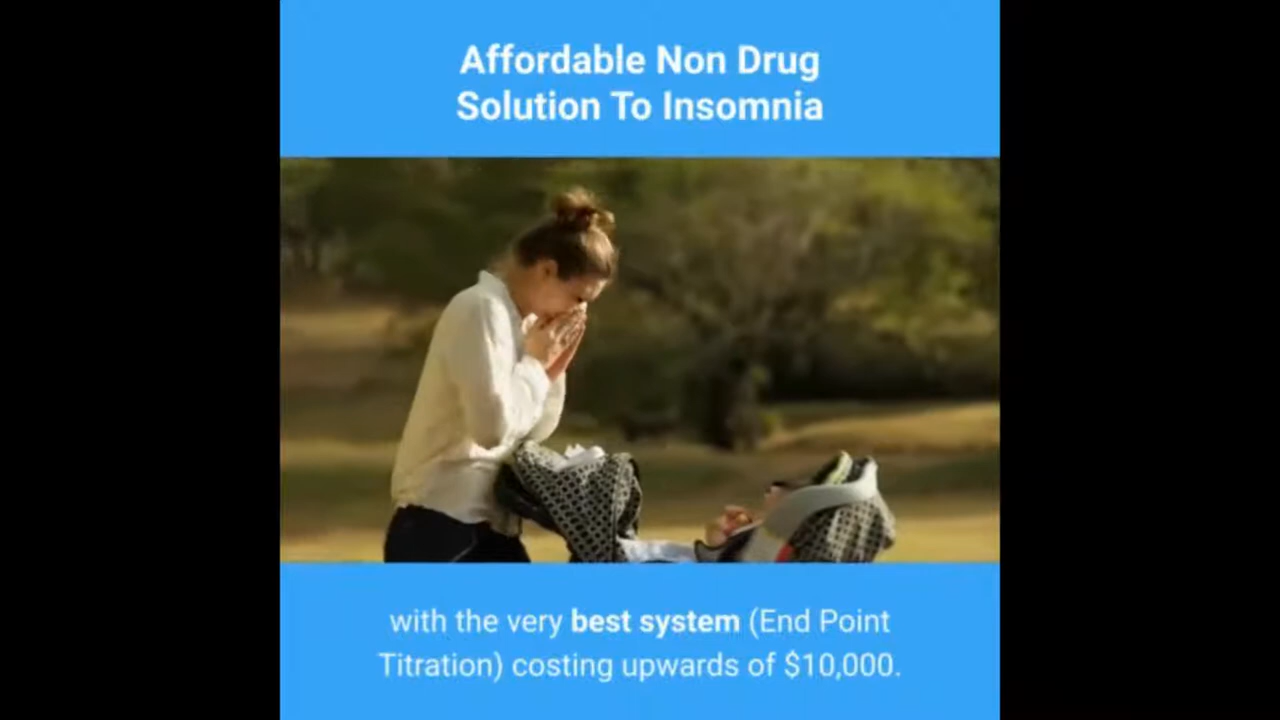 Affordable Non Drug
Solution To Insomnia
with the very best system (End Point
Titration) costing upwards of $10,000.